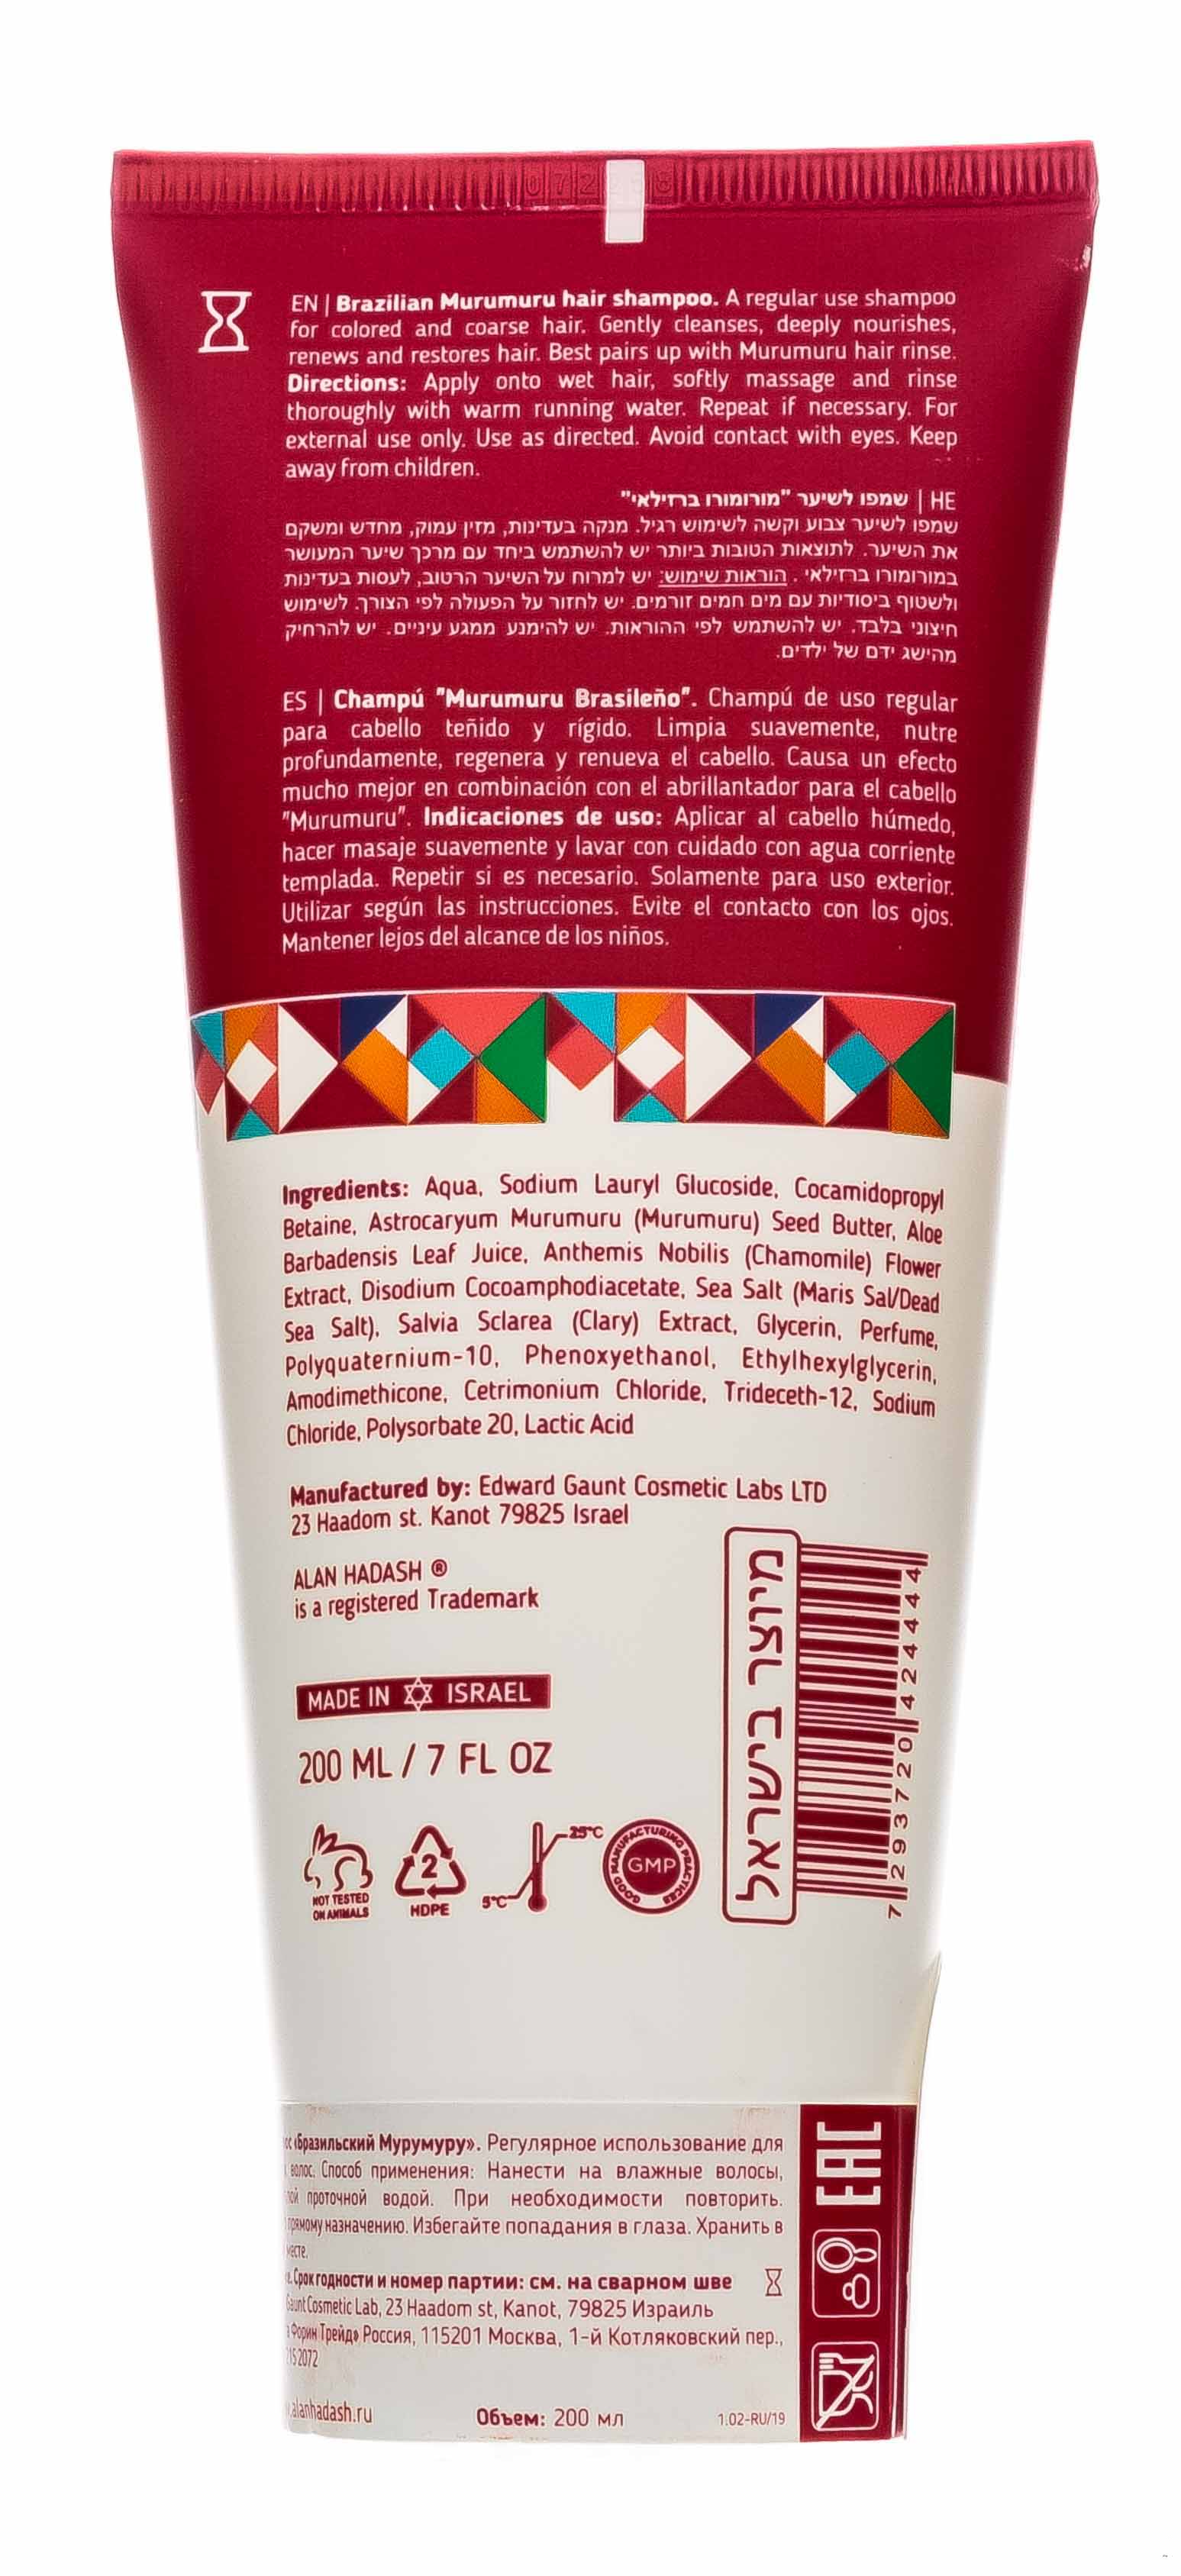 EN | Brazilian Murumuru hair shampoo. A regular use shampoo
for colored and coarse hair. Gently cleanses, deeply nourishes,
renews and restores hair. Best pairs up with Murumuru hair rinse.
Directions: Apply onto wet hair, softly massage and rinse
thoroughly with warm running water. Repeat if necessary. For
external use only. Use as directed. Avoid contact with eyes. Keep
away from children.
HE | שמפו לשיער "מורומורו ברזילאי"
שמפו לשיער צבוע וקשה לשימוש רגיל. מנקה בעדינות, מזין עמוק, מחדש ומשקם
את השיער. לתוצאות הטובות ביותר יש להשתמש ביחד עם מרכך שיער המעושר
במורומורו ברזילאי. הוראות שימוש: יש למרוח על השיער הרטוב, לעסות בעדינות
ולשטוף ביסודיות עם מים חמים זורמים. יש לחזור על הפעולה לפי הצורך. לשימוש
חיצוני בלבד. יש להשתמש לפי ההוראות. יש להימנע ממגע עיניים. יש להרחיק
מהישג ידם של ילדים.
ES | Champú "Murumuru Brasileño". Champú de uso regular
para cabello teñido y rígido. Limpia suavemente, nutre
profundamente, regenera y renueva el cabello. Causa un efecto
mucho mejor en combinación con el abrillantador para el cabello
"Murumuru". Indicaciones de uso: Aplicar al cabello húmedo,
hacer masaje suavemente y lavar con cuidado con agua corriente
templada. Repetir si es necesario. Solamente para uso exterior.
Utilizar según las instrucciones. Evite el contacto con los ojos.
Mantener lejos del alcance de los niños.
Ingredients: Aqua, Sodium Lauryl Glucoside, Cocamidopropyl
Betaine, Astrocaryum Murumuru (Murumuru) Seed Butter, Aloe
Barbadensis Leaf Juice, Anthemis Nobilis (Chamomile) Flower
Extract, Disodium Cocoamphodiacetate, Sea Salt (Maris Sal/Dead
Sea Salt), Salvia Sclarea (Clary) Extract, Glycerin, Perfume,
Polyquaternium-10, Phenoxyethanol, Ethylhexylglycerin,
Amodimethicone, Cetrimonium Chloride, Trideceth-12, Sodium
Chloride, Polysorbate 20, Lactic Acid
Manufactured by: Edward Gaunt Cosmetic Labs LTD
23 Haadom st. Kanot 79825 Israel
ALAN HADASH ®
is a registered Trademark
MADE IN ISRAEL
200 ML / 7 FL OZ
NOT TESTED
ON ANIMALS
2
HDPE
5°C
25°C
GOOD MANUFACTURING PRACTICES
GMP
מיוצר בישראל
7 293720 424444
«Бразильский Мурумуру». Регулярное использование для
волос. Способ применения: Нанести на влажные волосы,
проточной водой. При необходимости повторить.
назначению. Избегайте попадания в глаза. Хранить в
месте.
Срок годности и номер партии: см. на сварном шве
Gaunt Cosmetic Lab, 23 Haadom st, Kanot, 79825 Израиль
Форин Трейд» Россия, 115201 Москва, 1-й Котляковский пер.,
2072
alanhadash.ru
Объем: 200 мл
1.02-RU/19
EAC